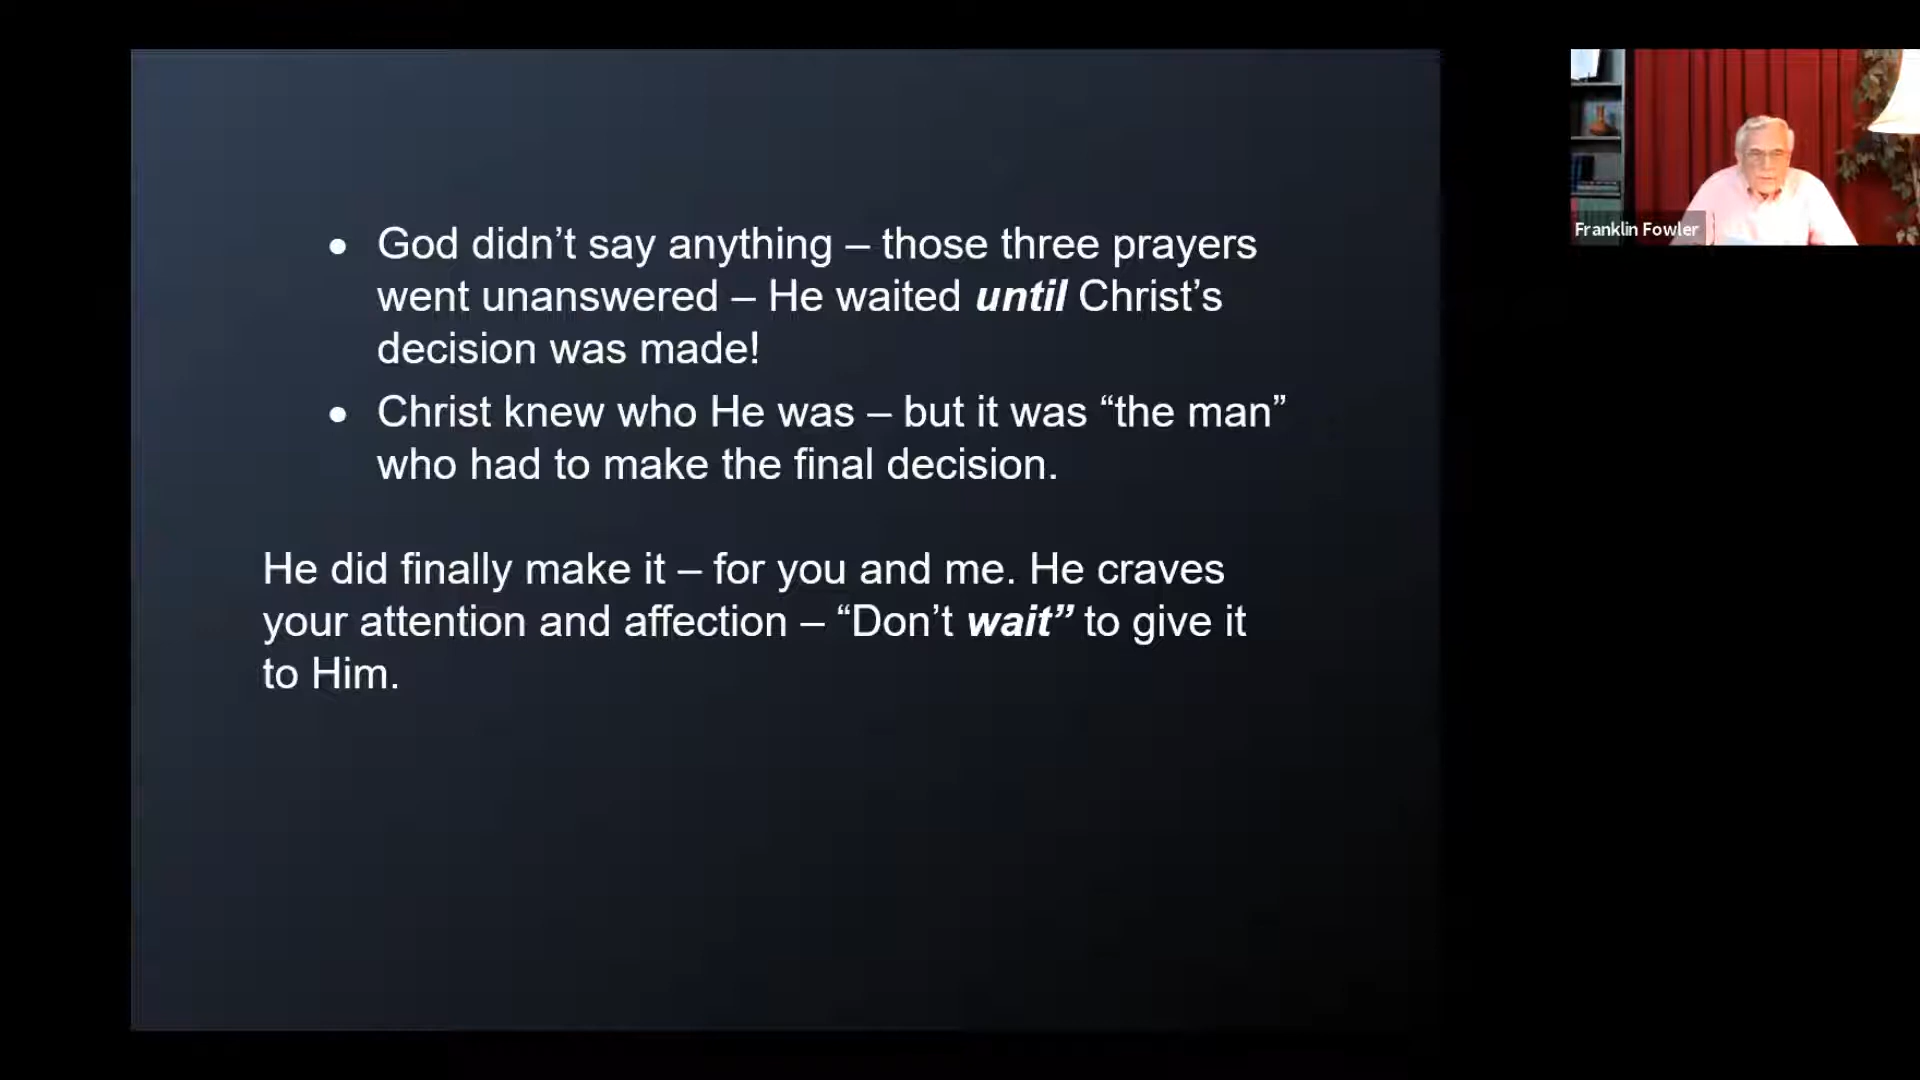 • God didn’t say anything – those three prayers
went unanswered – He waited until Christ’s
decision was made!
• Christ knew who He was – but it was “the man”
who had to make the final decision.
He did finally make it – for you and me. He craves
your attention and affection – “Don’t wait” to give it
to Him.
Franklin Fowler